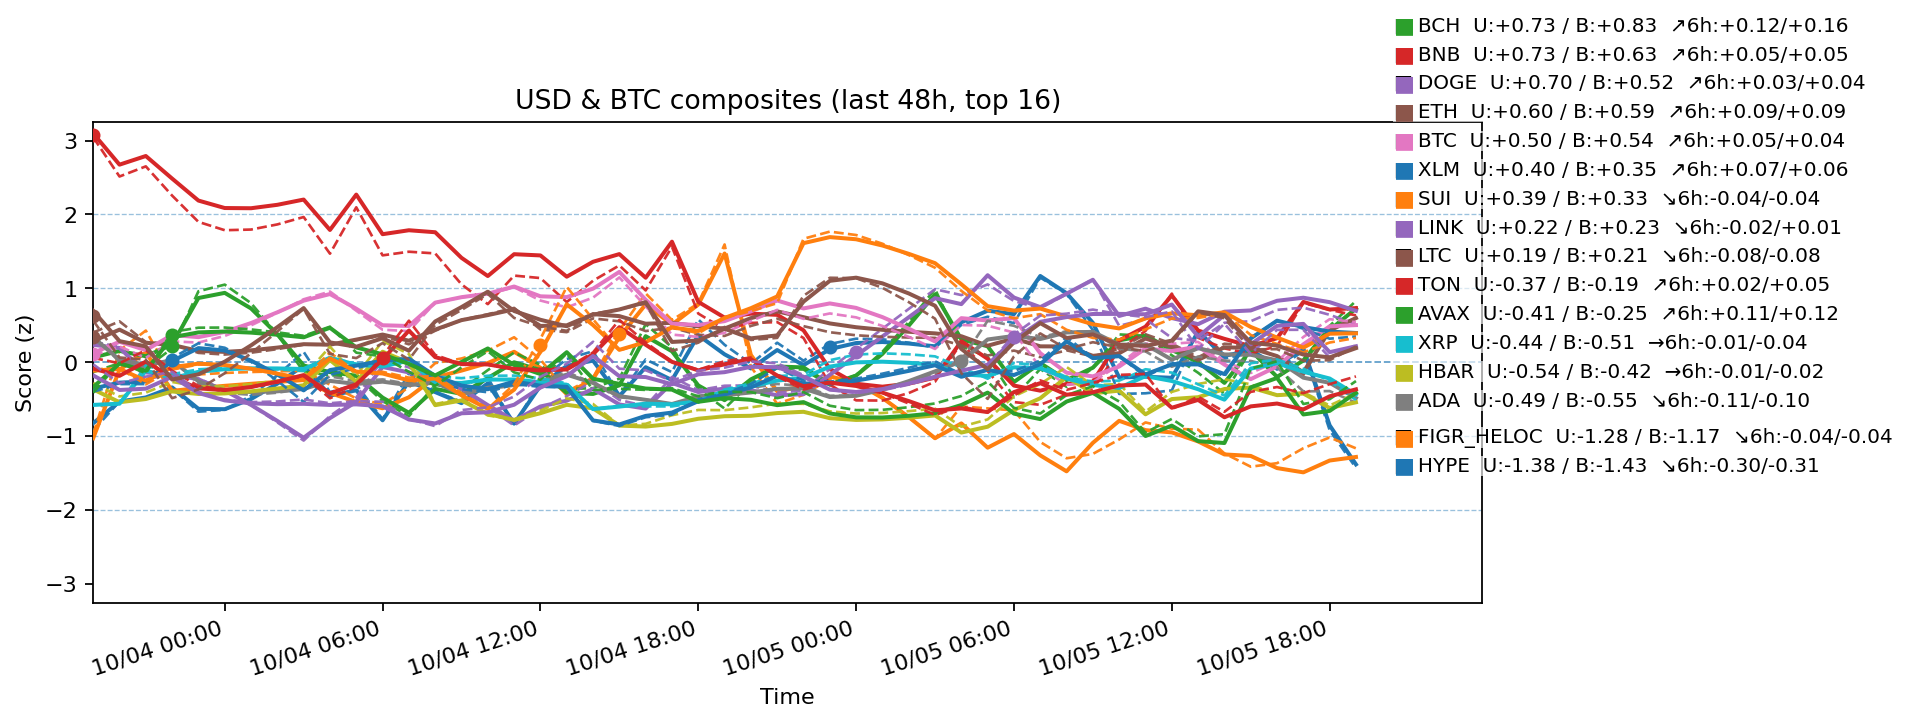 BCH U:+0.73 / B:+0.83 ↗6h:+0.12/+0.16
BNB U:+0.73 / B:+0.63 ↗6h:+0.05/+0.05
DOGE U:+0.70 / B:+0.52 ↗6h:+0.03/+0.04
ETH U:+0.60 / B:+0.59 ↗6h:+0.09/+0.09
BTC U:+0.50 / B:+0.54 ↗6h:+0.05/+0.04
XLM U:+0.40 / B:+0.35 ↗6h:+0.07/+0.06
SUI U:+0.39 / B:+0.33 ↘6h:-0.04/-0.04
LINK U:+0.22 / B:+0.23 ↘6h:-0.02/+0.01
LTC U:+0.19 / B:+0.21 ↘6h:-0.08/-0.08
TON U:-0.37 / B:-0.19 ↗6h:+0.02/+0.05
AVAX U:-0.41 / B:-0.25 ↗6h:+0.11/+0.12
XRP U:-0.44 / B:-0.51 →6h:-0.01/-0.04
HBAR U:-0.54 / B:-0.42 →6h:-0.01/-0.02
ADA U:-0.49 / B:-0.55 ↘6h:-0.11/-0.10
FIGR_HELOC U:-1.28 / B:-1.17 ↘6h:-0.04/-0.04
HYPE U:-1.38 / B:-1.43 ↘6h:-0.30/-0.31
USD & BTC composites (last 48h, top 16)
Score (z)
3
2
1
0
−1
−2
−3
10/04 00:00
10/04 06:00
10/04 12:00
10/04 18:00
10/05 00:00
10/05 06:00
10/05 12:00
10/05 18:00
Time